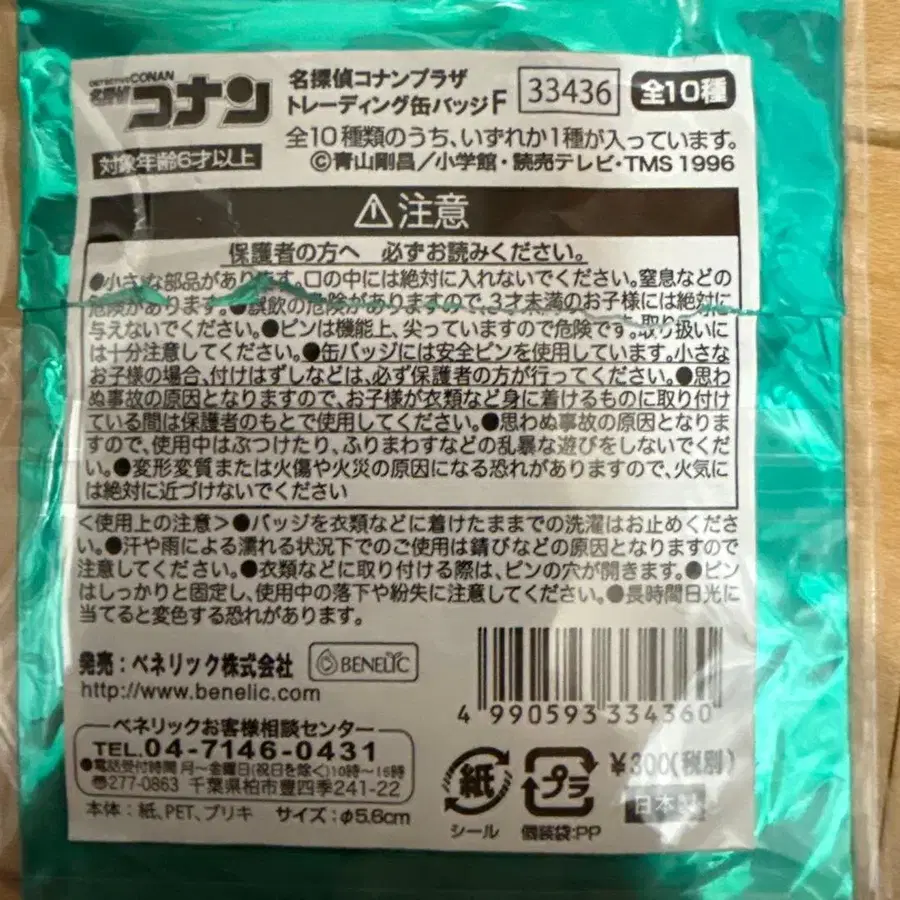 DETECTIVE CONAN
名探偵
コナン
名探偵コナンプラザ
トレーディング缶バッジF
33436
全10種
対象年齢6才以上
全10種類のうち、いずれか1種が入っています。
©青山剛昌／小学館・読売テレビ・TMS 1996
⚠注意
保護者の方へ 必ずお読みください。
●小さな部品があります。口の中には絶対に入れないでください。窒息などの
危険があります。●誤飲の危険がありますので、3才未満のお子様には絶対に
与えないでください。●ピンは機能上、尖っていますので危険です。取り扱いに
は十分注意してください。●缶バッジには安全ピンを使用しています。小さな
お子様の場合、付けはずしなどは、必ず保護者の方が行ってください。●思わ
ぬ事故の原因となりますので、お子様が衣類など身に着けるものに取り付け
ている間は保護者のもとで使用してください。●思わぬ事故の原因となりま
すので、使用中はぶつけたり、ふりまわすなどの乱暴な遊びをしないでくだ
さい。●変形変質または火傷や火災の原因になる恐れがありますので、火気に
は絶対に近づけないでください
＜使用上の注意＞●バッジを衣類などに着けたままでの洗濯はお止めくださ
い。●汗や雨による濡れる状況下でのご使用は錆びなどの原因となりますので
注意してください。●衣類などに取り付ける際は、ピンの穴が開きます。●ピン
はしっかりと固定し、使用中の落下や紛失に注意してください。●長時間日光に
当てると変色する恐れがあります。
発売：ベネリック株式会社
BENELIC
http://www.benelic.com
4 990593 334360
ベネリックお客様相談センター
TEL.04-7146-0431
●電話受付時間 月〜金曜日(祝日を除く)10時〜16時
〒277-0863 千葉県柏市豊四季241-22
本体：紙、PET、ブリキ サイズ：φ5.6cm
紙
シール
プラ
個装袋:PP
¥300(税別)
日本製